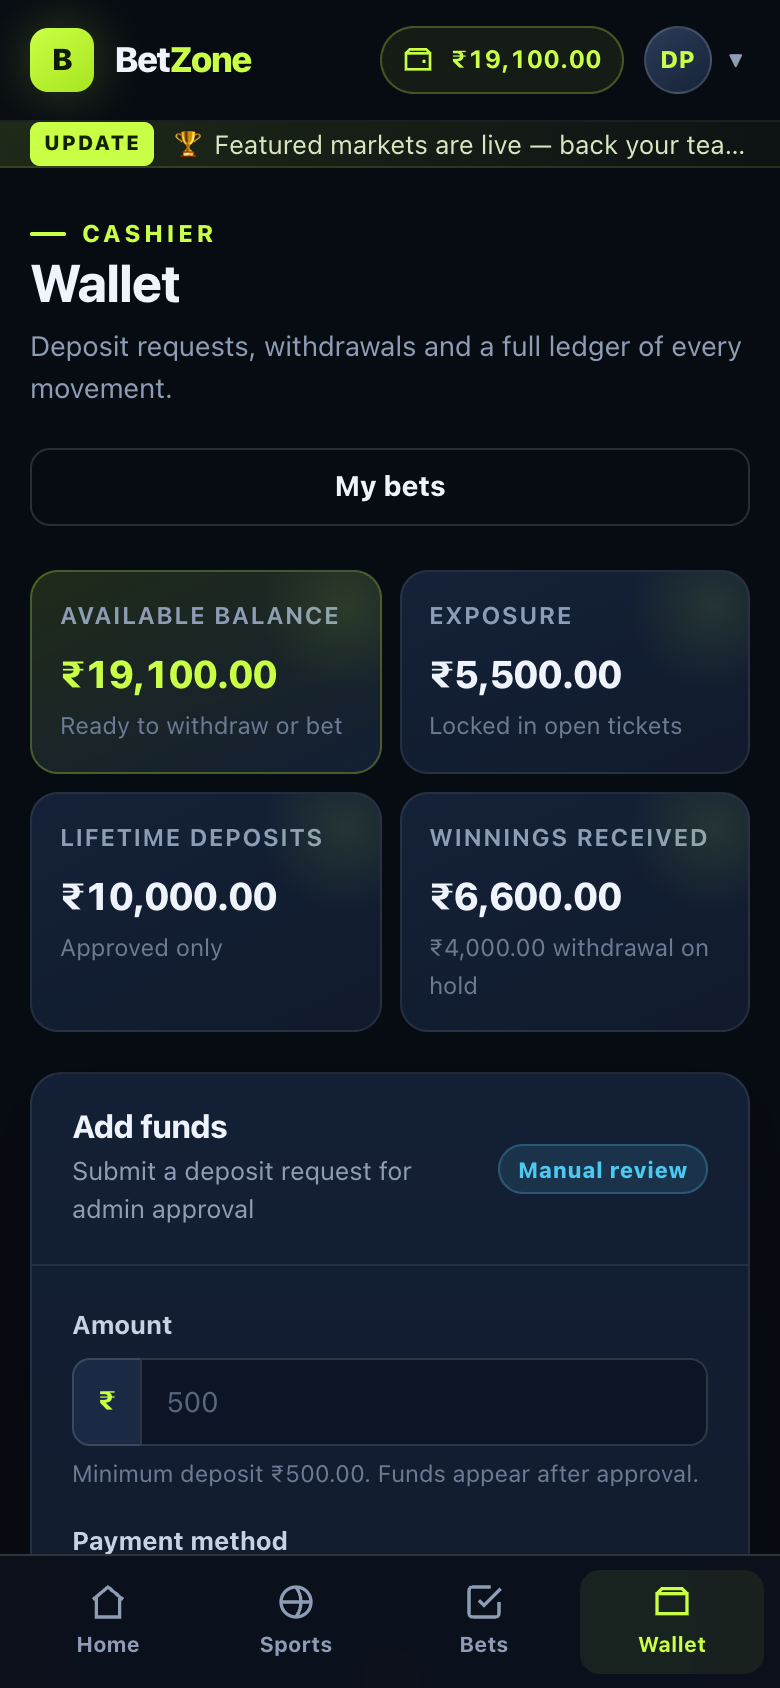 B BetZone ₹19,100.00 DP ▼
UPDATE 🏆 Featured markets are live — back your tea...
CASHIER
Wallet
Deposit requests, withdrawals and a full ledger of every
movement.
My bets
AVAILABLE BALANCE
₹19,100.00
Ready to withdraw or bet
EXPOSURE
₹5,500.00
Locked in open tickets
LIFETIME DEPOSITS
₹10,000.00
Approved only
WINNINGS RECEIVED
₹6,600.00
₹4,000.00 withdrawal on
hold
Add funds
Submit a deposit request for
admin approval
Manual review
Amount
₹ 500
Minimum deposit ₹500.00. Funds appear after approval.
Payment method
Home Sports Bets Wallet